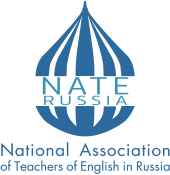 NATE
RUSSIA
National Association
of Teachers of English in Russia